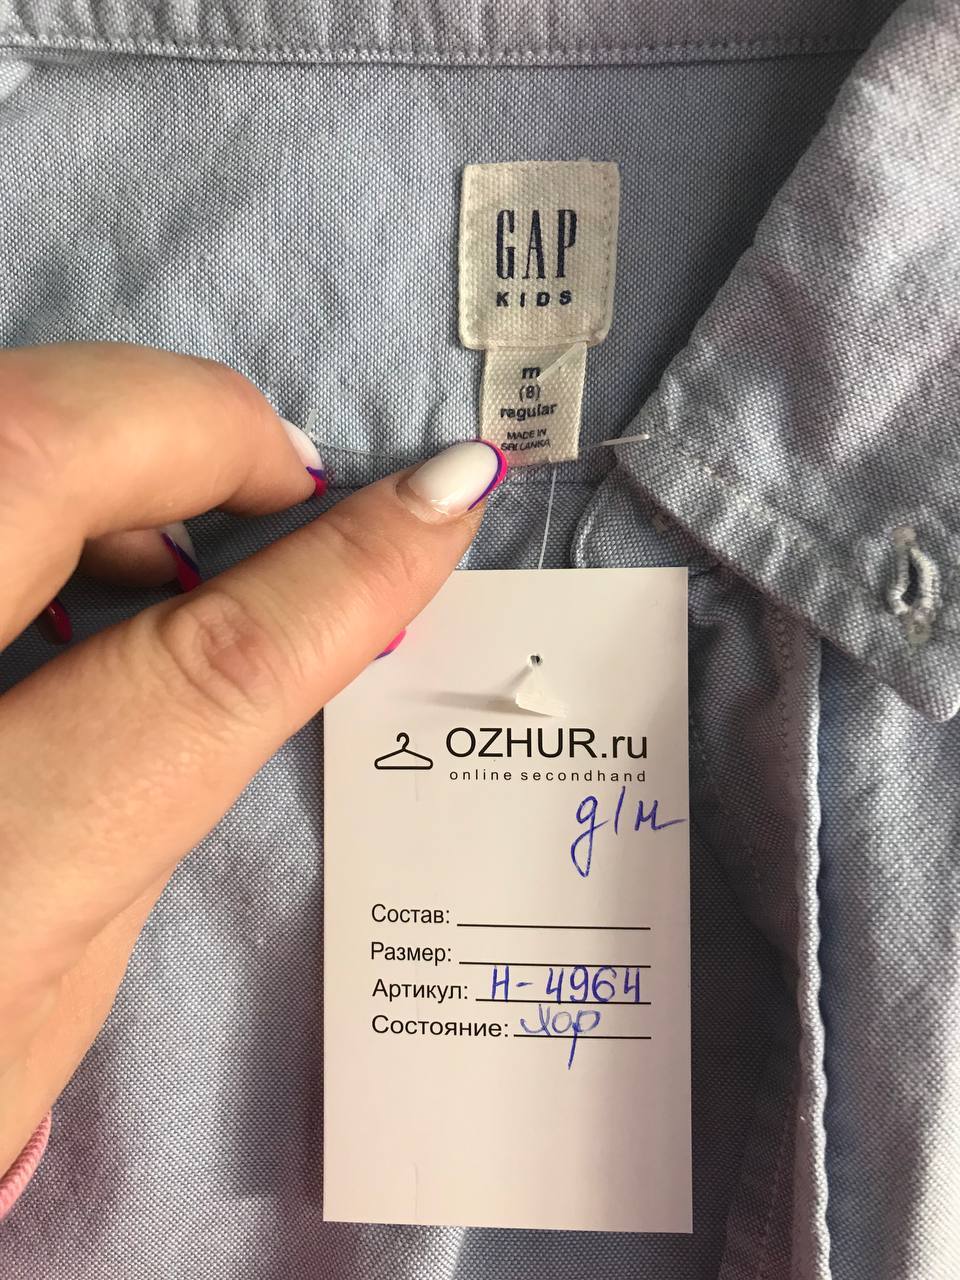 GAP
KIDS
m
(8)
regular
MADE IN
SRI LANKA
OZHUR.ru
online secondhand
д/м
Состав:
Размер:
Артикул: Н-4964
Состояние: Хор